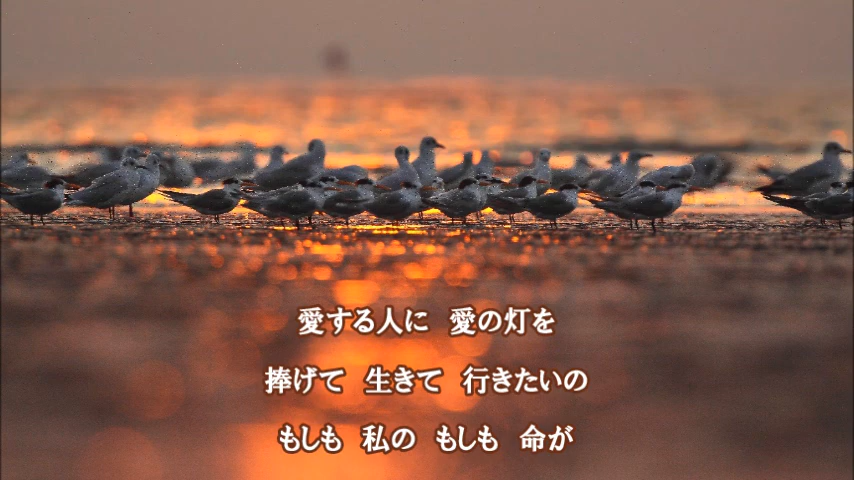 愛する人に　愛の灯を
捧げて　生きて　行きたいの
もしも　私の　もしも　命が